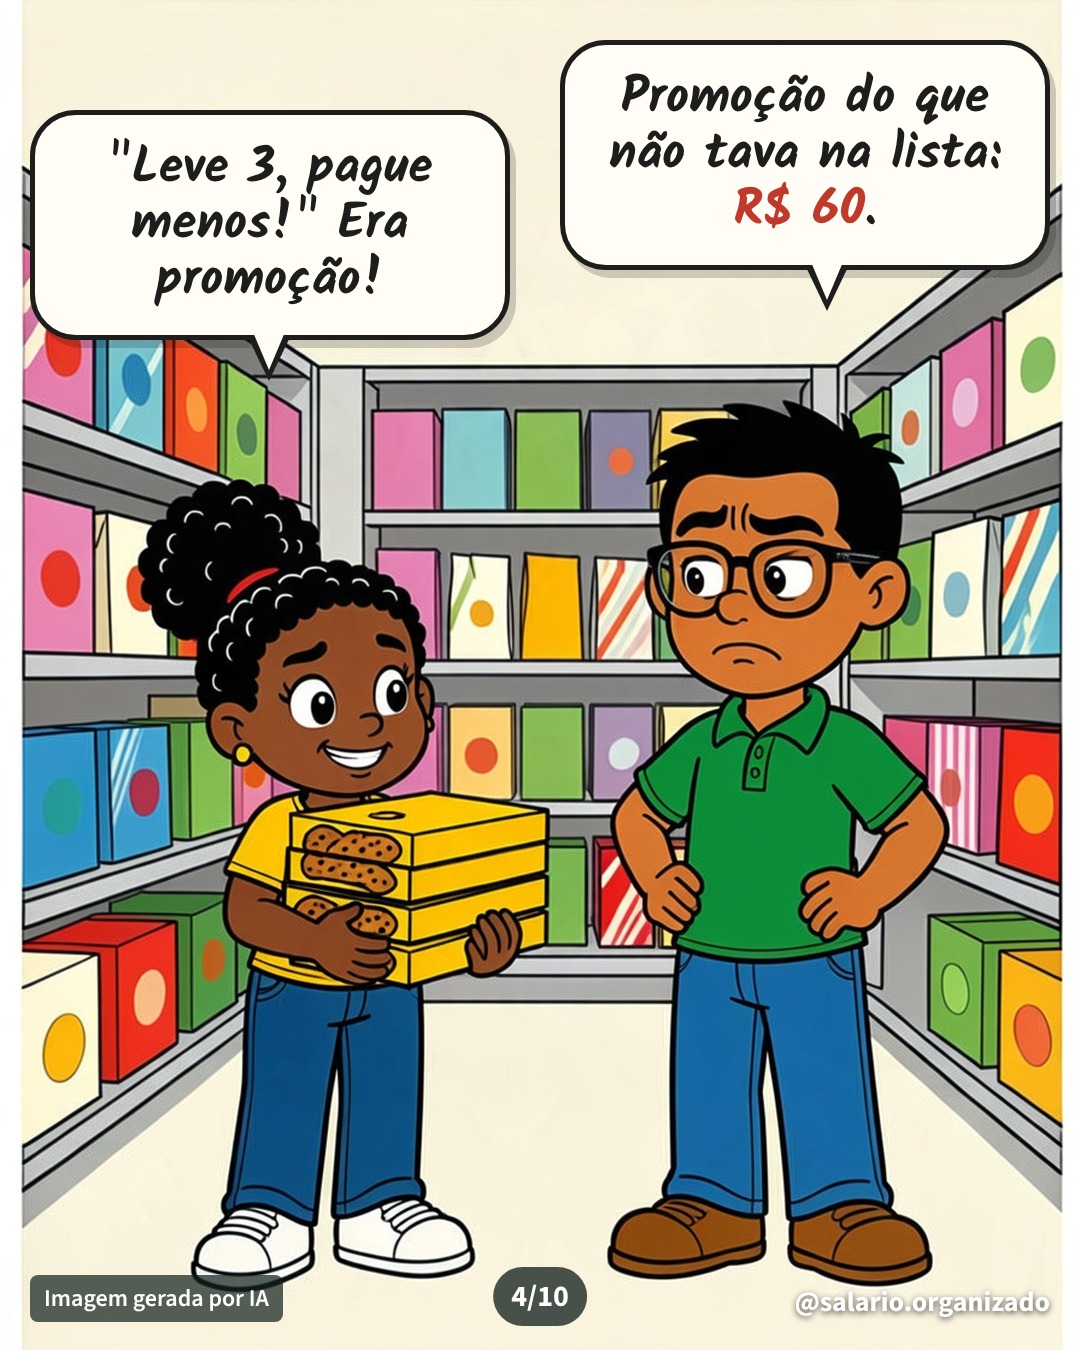 "Leve 3, pague
menos!" Era
promoção!
Promoção do que
não tava na lista:
R$ 60.
Imagem gerada por IA
4/10
@salario.organizado